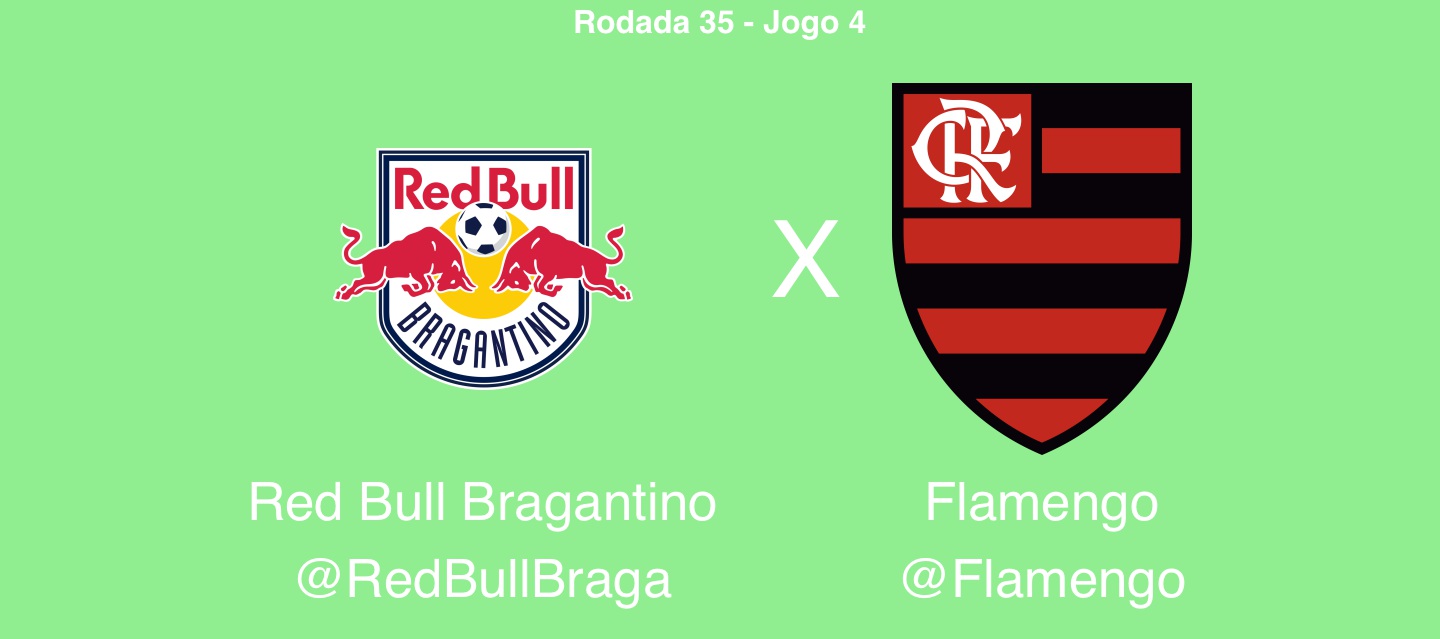 Rodada 35 - Jogo 4
Red Bull
BRAGANTINO
X
CRF
Red Bull Bragantino
Flamengo
@RedBullBraga
@Flamengo